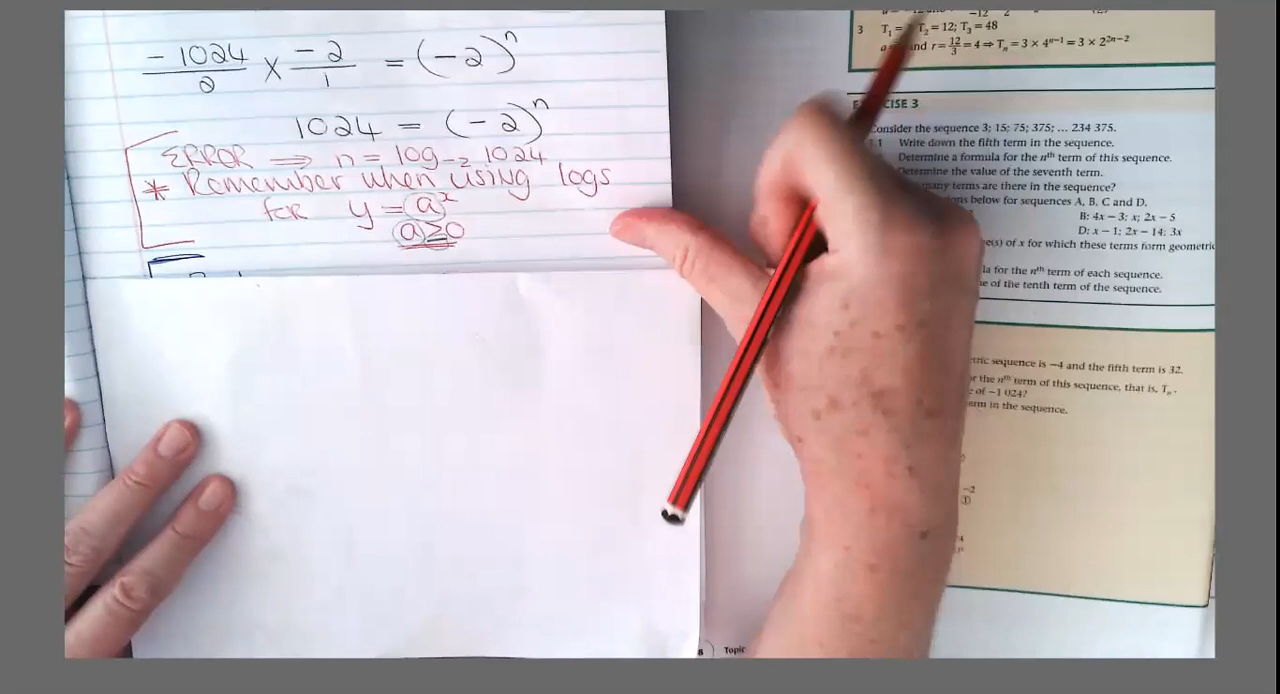 -1024/2 × -2/1 = (-2)ⁿ
1024 = (-2)ⁿ
ERROR ⇒ n = log₋₂ 1024
* Remember when using logs
for y = aˣ
a ≥ 0
3 T₁ = T₂ = 12; T₃ = 48
and r = 12/3 = 4 ⇒ Tₙ = 3 × 4ⁿ⁻¹ = 3 × 2²ⁿ⁻²
CISE 3
Consider the sequence 3; 15; 75; 375; ... 234 375.
.1 Write down the fifth term in the sequence.
Determine a formula for the nᵗʰ term of this sequence.
Determine the value of the seventh term.
many terms are there in the sequence?
below for sequences A, B, C and D.
B: 4x – 3; x; 2x – 5
D: x – 1; 2x – 14; 3x
of x for which these terms form
for the nᵗʰ term of each sequence.
of the tenth term of the sequence.
sequence is –4 and the fifth term is 32.
the nᵗʰ term of this sequence, that is, Tₙ.
of –1 024?
in the sequence.
–2
①
8 Topic